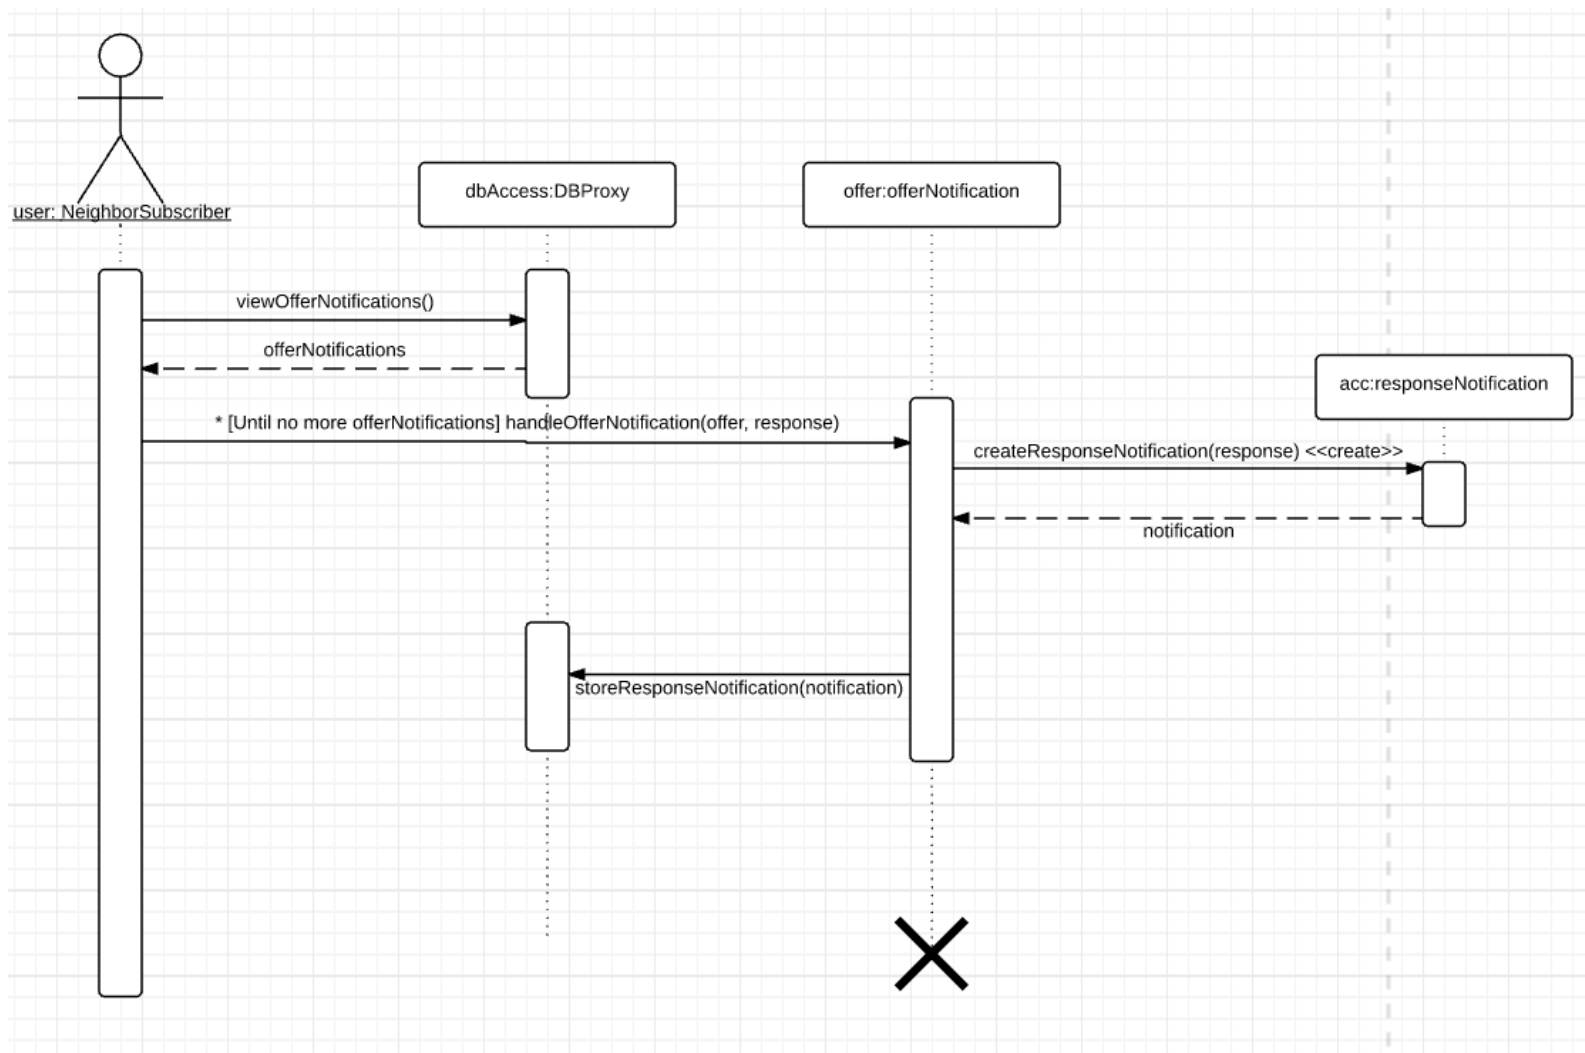 user: NeighborSubscriber
dbAccess:DBProxy
offer:offerNotification
viewOfferNotifications()
offerNotifications
acc:responseNotification
* [Until no more offerNotifications] handleOfferNotification(offer, response)
createResponseNotification(response) <<create>>
notification
storeResponseNotification(notification)